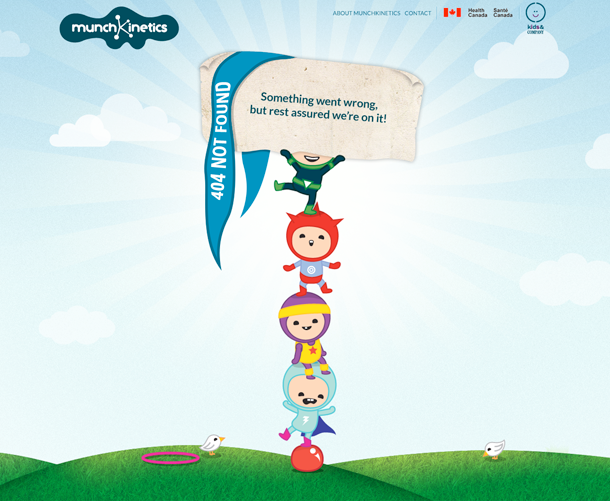 munchkinetics
ABOUT MUNCHKINETICS CONTACT
Health Canada
Santé Canada
kids& COMPANY
404 NOT FOUND
Something went wrong,
but rest assured we're on it!